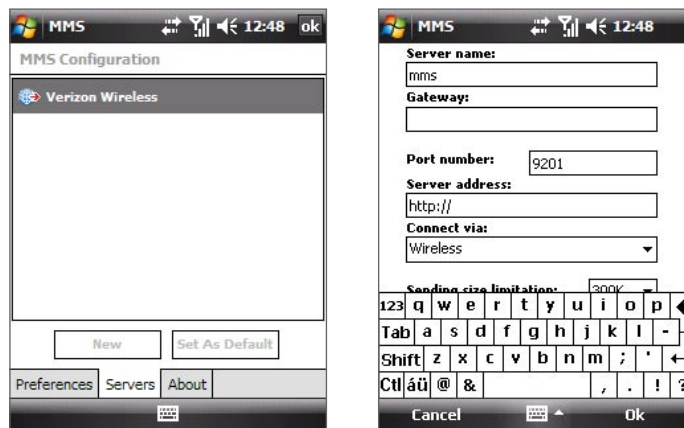 MMS 12:48 ok
MMS Configuration
Verizon Wireless
New Set As Default
Preferences Servers About
MMS 12:48
Server name:
mms
Gateway:
Port number: 9201
Server address:
http://
Connect via:
Wireless
Sending size limitation: 300K
123 q w e r t y u i o p
Tab a s d f g h j k l -
Shift z x c v b n m ; '
Ctl áü @ & , . ! ?
Cancel Ok